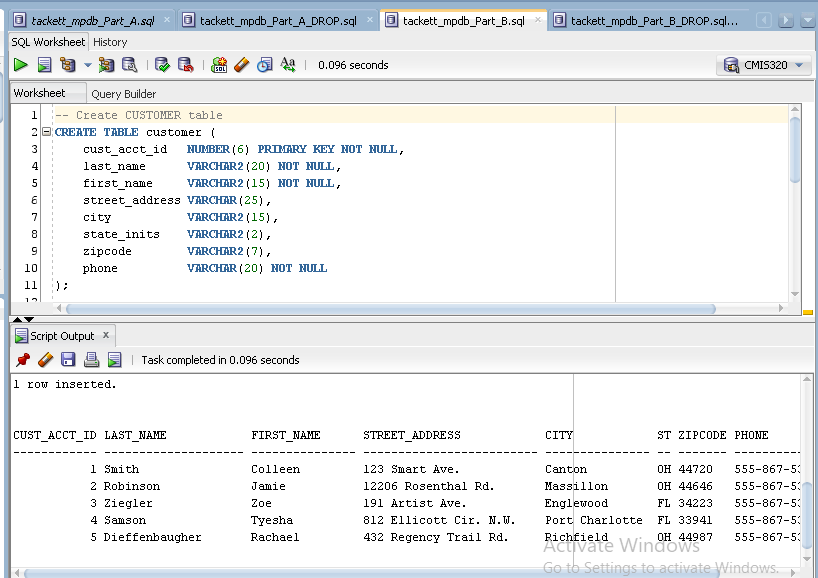 tackett_mpdb_Part_A.sql tackett_mpdb_Part_A_DROP.sql tackett_mpdb_Part_B.sql tackett_mpdb_Part_B_DROP.sql...
SQL Worksheet History
0.096 seconds CMIS320
Worksheet Query Builder
1 -- Create CUSTOMER table
2 CREATE TABLE customer (
3 cust_acct_id NUMBER(6) PRIMARY KEY NOT NULL,
4 last_name VARCHAR2(20) NOT NULL,
5 first_name VARCHAR2(15) NOT NULL,
6 street_address VARCHAR(25),
7 city VARCHAR2(15),
8 state_inits VARCHAR2(2),
9 zipcode VARCHAR2(7),
10 phone VARCHAR(20) NOT NULL
11 );
12
Script Output
Task completed in 0.096 seconds
1 row inserted.
CUST_ACCT_ID LAST_NAME FIRST_NAME STREET_ADDRESS CITY ST ZIPCODE PHONE
------------ -------------------- --------------- ------------------------- --------------- -- ------- ----------
1 Smith Colleen 123 Smart Ave. Canton OH 44720 555-867-53
2 Robinson Jamie 12206 Rosenthal Rd. Massillon OH 44646 555-867-53
3 Ziegler Zoe 191 Artist Ave. Englewood FL 34223 555-867-53
4 Samson Tyesha 812 Ellicott Cir. N.W. Port Charlotte FL 33941 555-867-53
5 Dieffenbaugher Rachael 432 Regency Trail Rd. Richfield OH 44987 555-867-53
Activate Windows
Go to Settings to activate Windows.